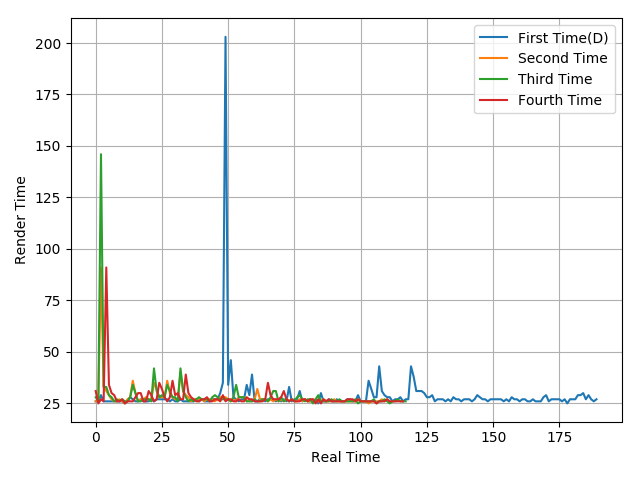 First Time(D)
Second Time
Third Time
Fourth Time
200
175
150
125
100
75
50
25
Render Time
0 25 50 75 100 125 150 175
Real Time